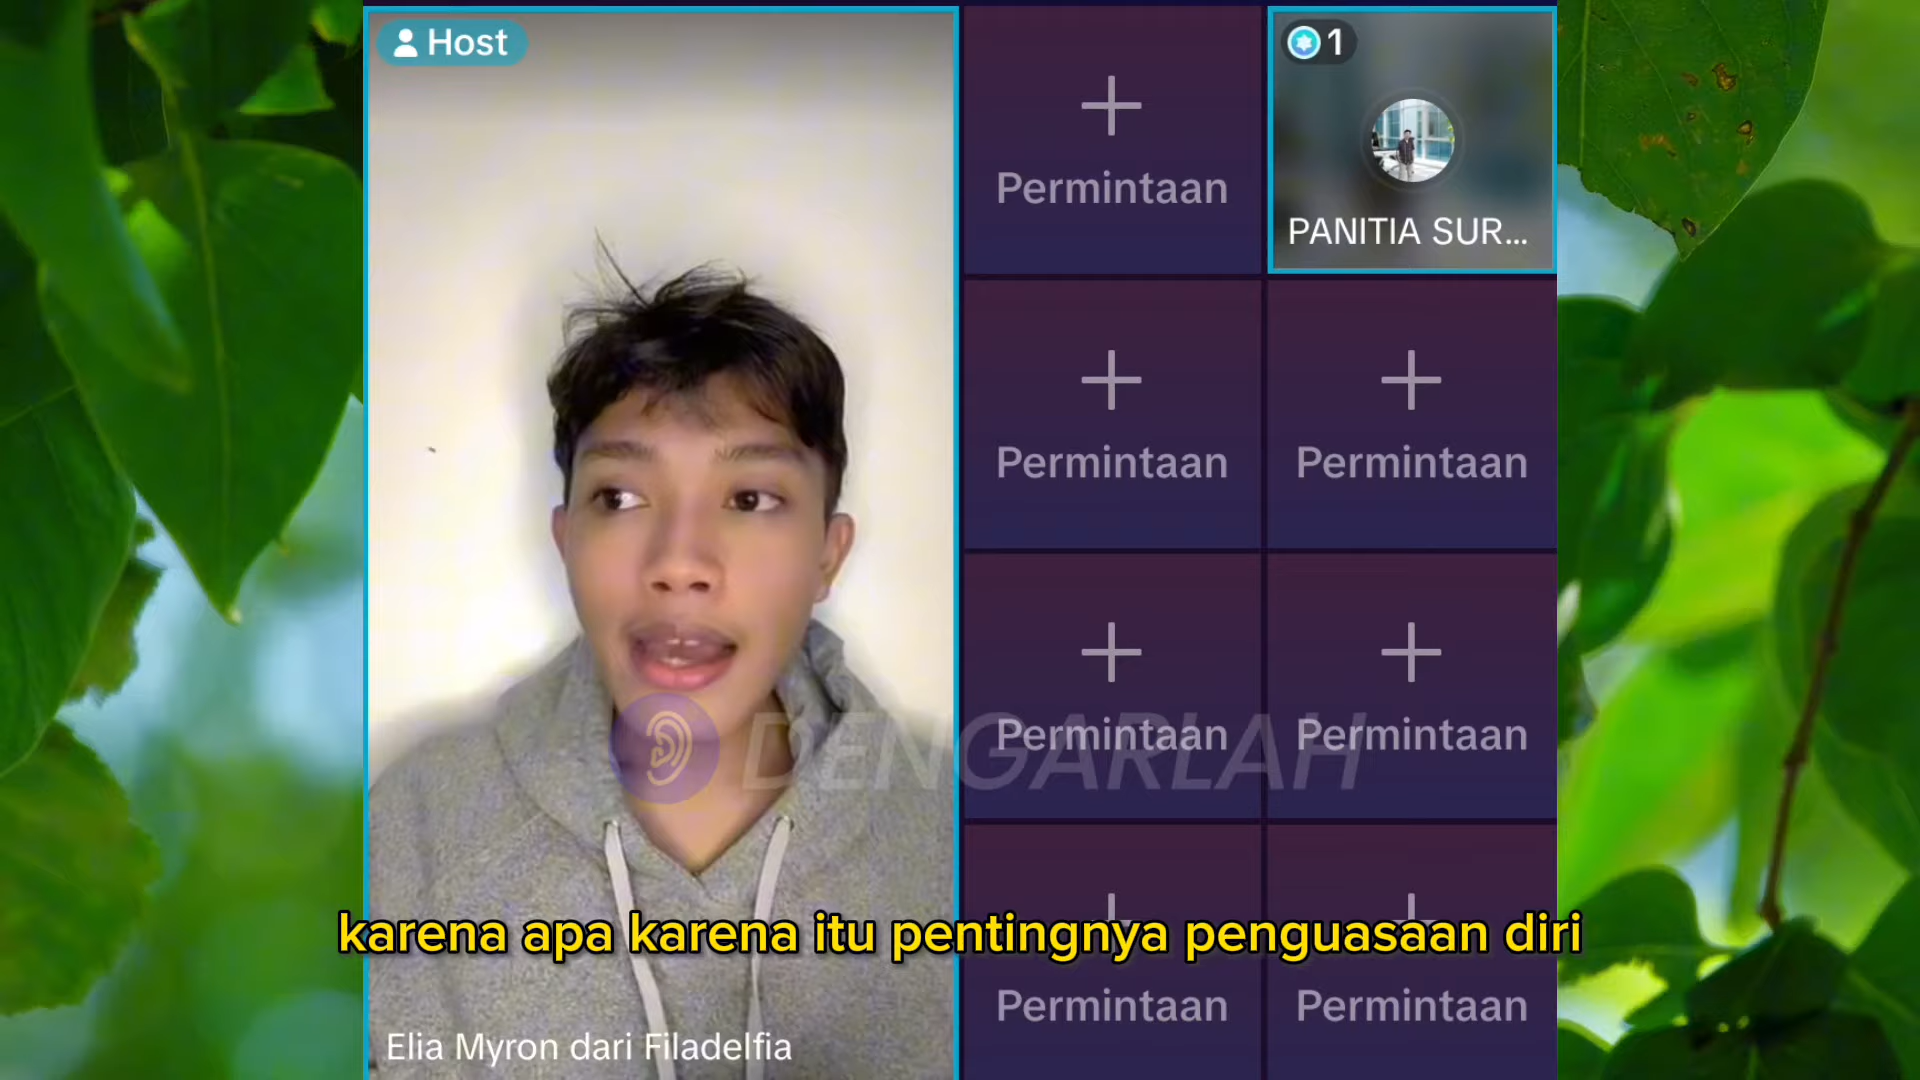 Host
Permintaan
1
PANITIA SUR...
Permintaan
Permintaan
Permintaan
Permintaan
DENGARLAH
karena apa karena itu pentingnya penguasaan diri
Permintaan
Permintaan
Elia Myron dari Filadelfia